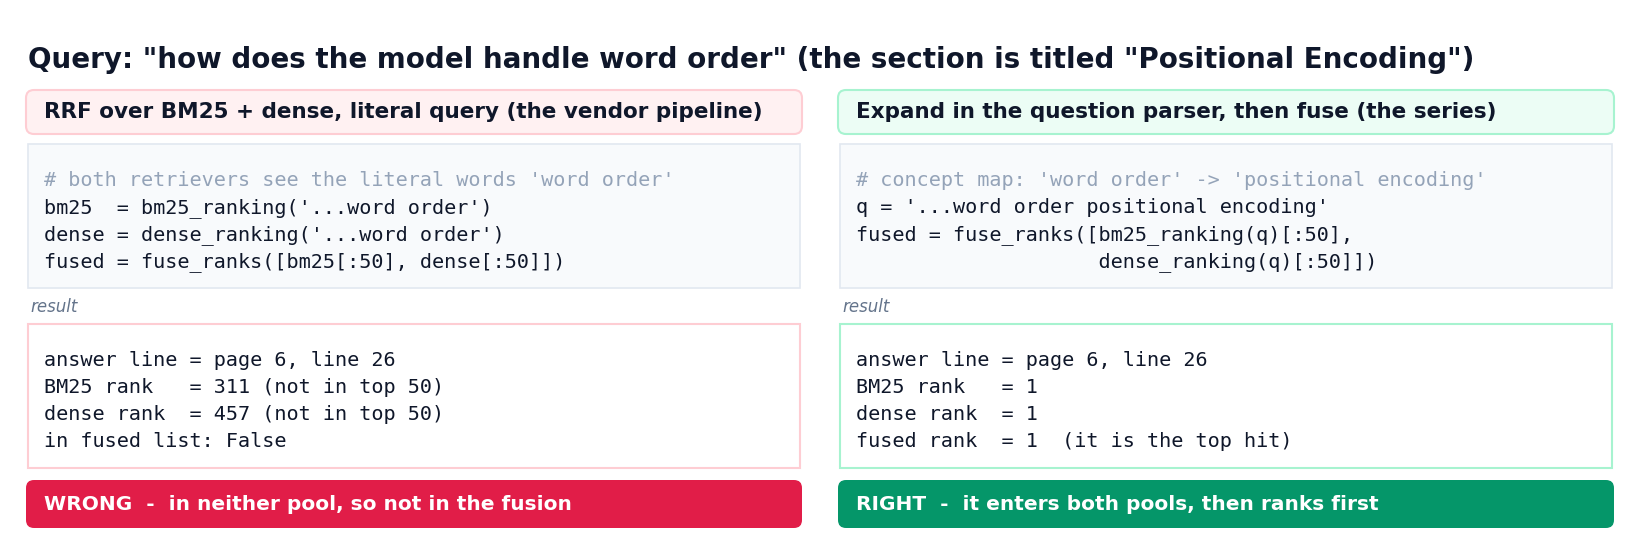 Query: "how does the model handle word order" (the section is titled "Positional Encoding")
RRF over BM25 + dense, literal query (the vendor pipeline)
# both retrievers see the literal words 'word order'
bm25  = bm25_ranking('...word order')
dense = dense_ranking('...word order')
fused = fuse_ranks([bm25[:50], dense[:50]])
result
answer line = page 6, line 26
BM25 rank   = 311 (not in top 50)
dense rank  = 457 (not in top 50)
in fused list: False
WRONG  -  in neither pool, so not in the fusion
Expand in the question parser, then fuse (the series)
# concept map: 'word order' -> 'positional encoding'
q = '...word order positional encoding'
fused = fuse_ranks([bm25_ranking(q)[:50],
                    dense_ranking(q)[:50]])
result
answer line = page 6, line 26
BM25 rank   = 1
dense rank  = 1
fused rank  = 1  (it is the top hit)
RIGHT  -  it enters both pools, then ranks first